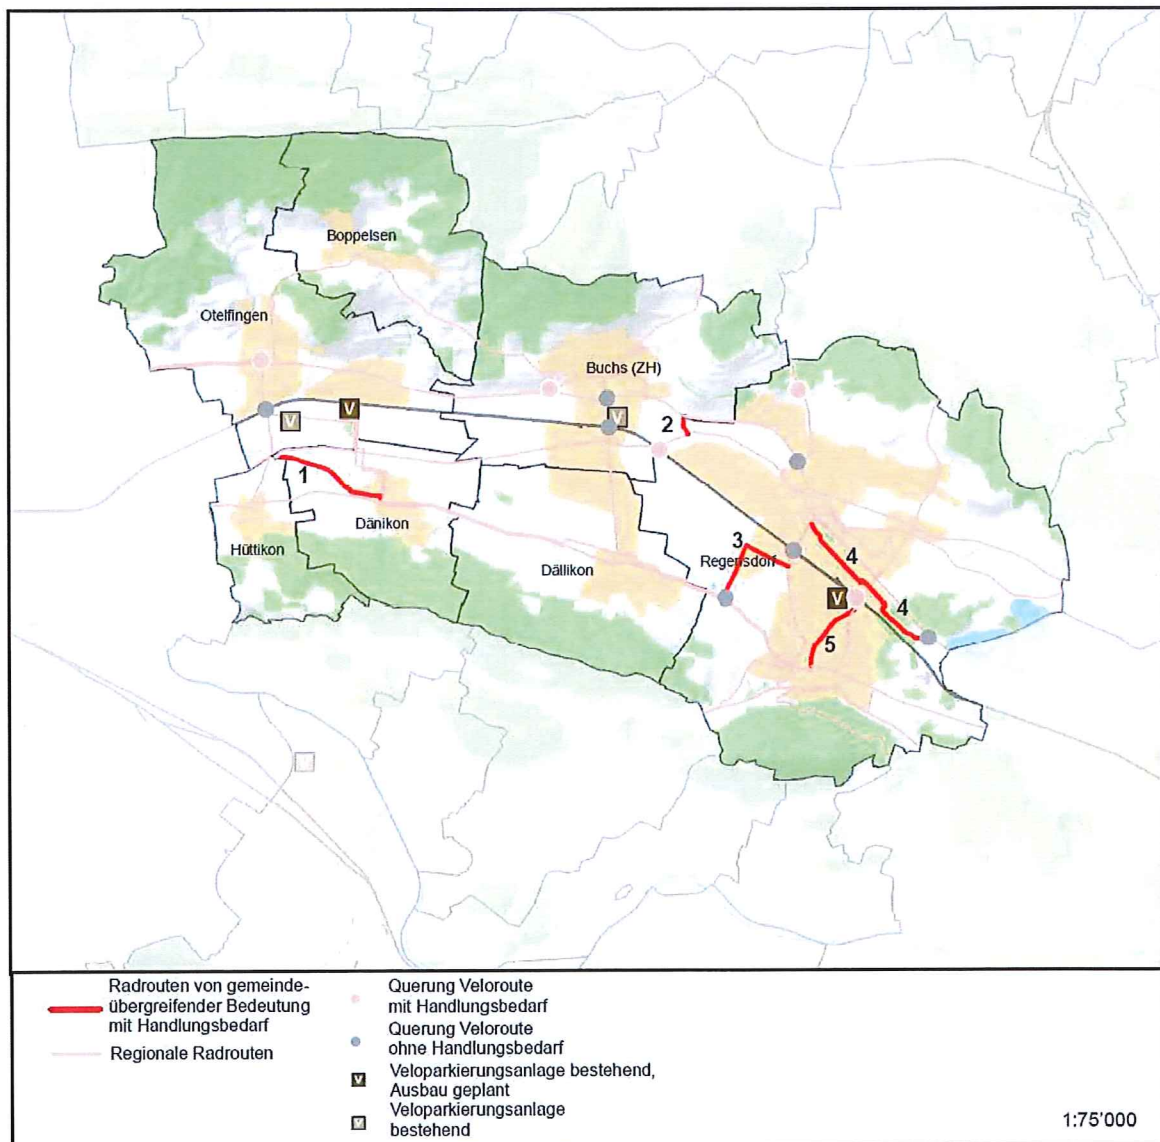 Boppelsen
Otelfingen
Buchs (ZH)
V
V
V
2
1
Dänikon
Hüttikon
Dällikon
3
Regensdorf
4
V
4
5
V
Radrouten von gemeinde-
übergreifender Bedeutung
mit Handlungsbedarf
Regionale Radrouten
Querung Veloroute
mit Handlungsbedarf
Querung Veloroute
ohne Handlungsbedarf
V
Veloparkierungsanlage bestehend,
Ausbau geplant
V
Veloparkierungsanlage
bestehend
1:75'000